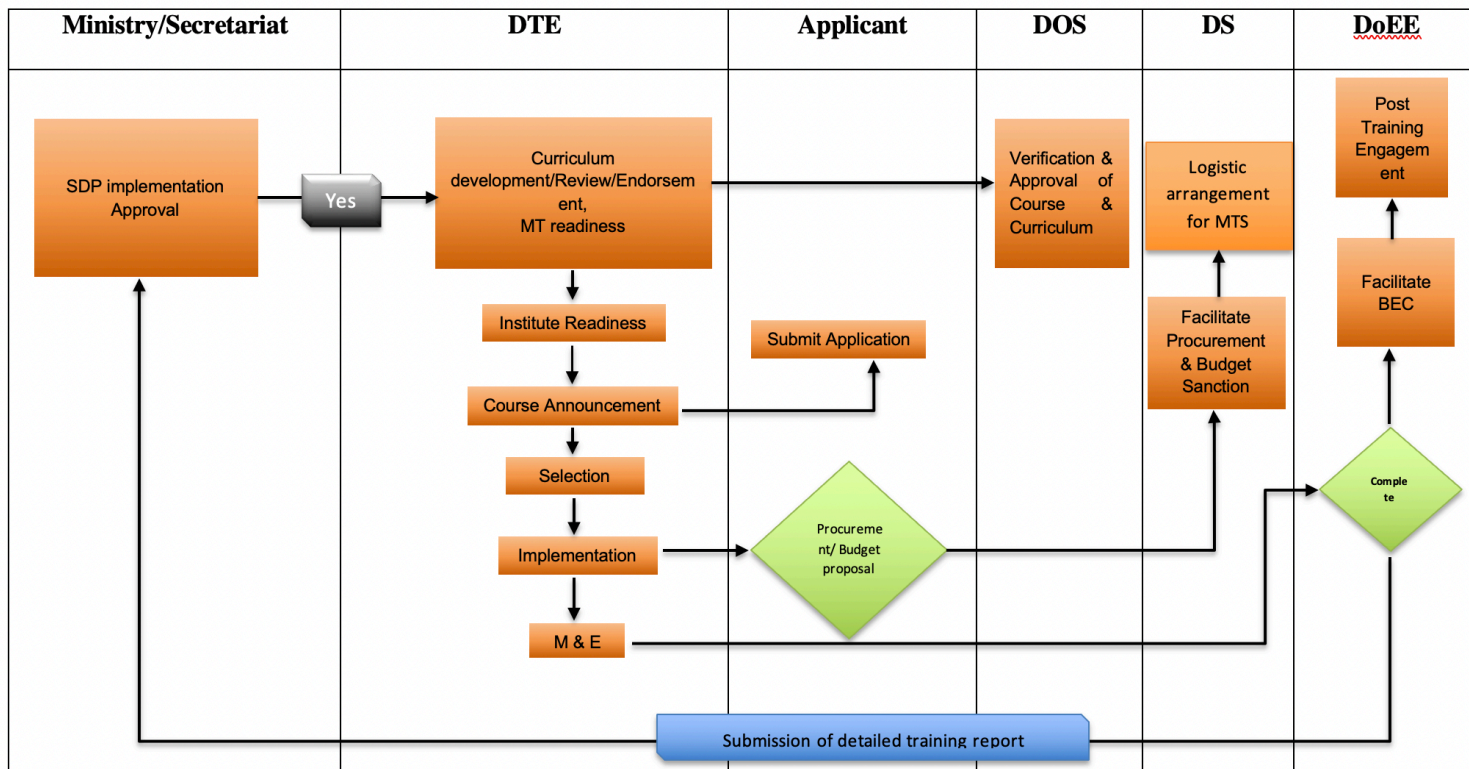 Ministry/Secretariat
DTE
Applicant
DOS
DS
DoEE
SDP implementation
Approval
Yes
Curriculum
development/Review/Endorsem
ent,
MT readiness
Verification &
Approval of
Course &
Curriculum
Logistic
arrangement
for MTS
Post
Training
Engagem
ent
Institute Readiness
Submit Application
Facilitate
Procurement
& Budget
Sanction
Facilitate
BEC
Course Announcement
Selection
Comple
te
Implementation
Procureme
nt/ Budget
proposal
M & E
Submission of detailed training report